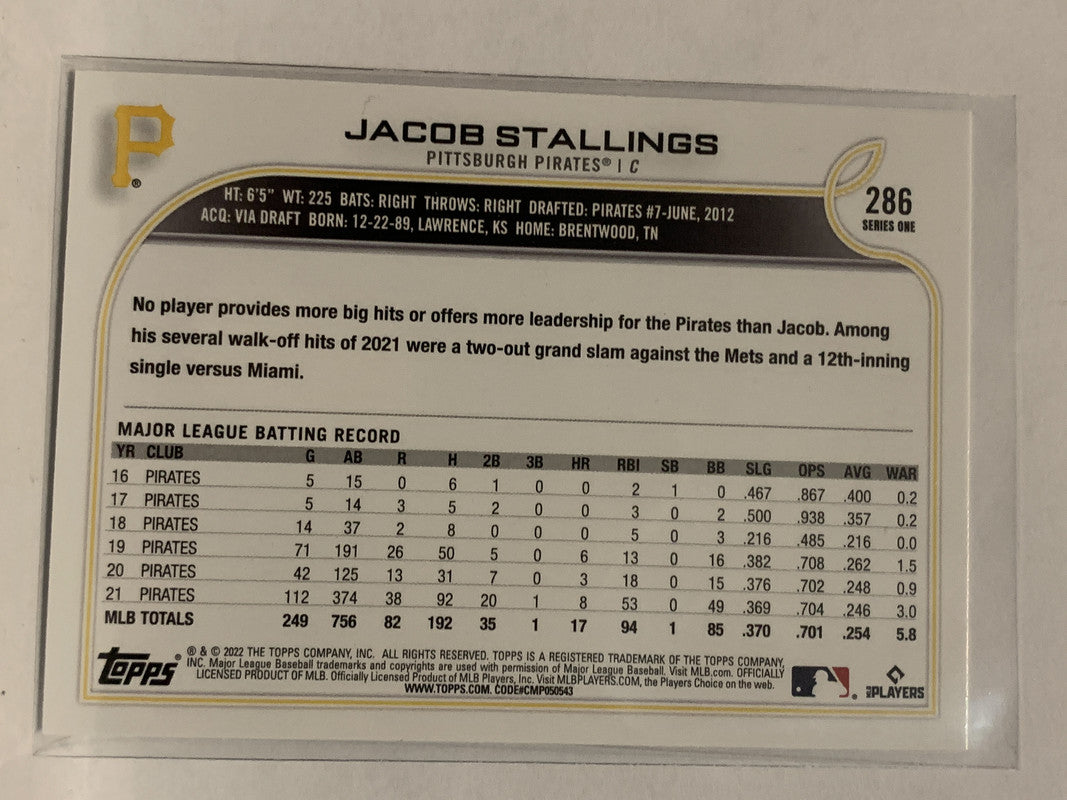 P®
JACOB STALLINGS
PITTSBURGH PIRATES® | C
286
SERIES ONE
HT: 6'5" WT: 225 BATS: RIGHT THROWS: RIGHT DRAFTED: PIRATES #7-JUNE, 2012
ACQ: VIA DRAFT BORN: 12-22-89, LAWRENCE, KS HOME: BRENTWOOD, TN
No player provides more big hits or offers more leadership for the Pirates than Jacob. Among
his several walk-off hits of 2021 were a two-out grand slam against the Mets and a 12th-inning
single versus Miami.
MAJOR LEAGUE BATTING RECORD
YR CLUB G AB R H 2B 3B HR RBI SB BB SLG OPS AVG WAR
16 PIRATES 5 15 0 6 1 0 0 2 1 0 .467 .867 .400 0.2
17 PIRATES 5 14 3 5 2 0 0 3 0 2 .500 .938 .357 0.2
18 PIRATES 14 37 2 8 0 0 0 5 0 3 .216 .485 .216 0.0
19 PIRATES 71 191 26 50 5 0 6 13 0 16 .382 .708 .262 1.5
20 PIRATES 42 125 13 31 7 0 3 18 0 15 .376 .702 .248 0.9
21 PIRATES 112 374 38 92 20 1 8 53 0 49 .369 .704 .246 3.0
MLB TOTALS 249 756 82 192 35 1 17 94 1 85 .370 .701 .254 5.8
topps®
® & © 2022 THE TOPPS COMPANY, INC. ALL RIGHTS RESERVED. TOPPS IS A REGISTERED TRADEMARK OF THE TOPPS COMPANY,
INC. Major League Baseball trademarks and copyrights are used with permission of Major League Baseball. Visit MLB.com. OFFICIALLY
LICENSED PRODUCT OF MLB. Officially Licensed Product of MLB Players, Inc. Visit MLBPLAYERS.COM, the Players Choice on the web.
WWW.TOPPS.COM. CODE#CMP050543
MLB PLAYERS